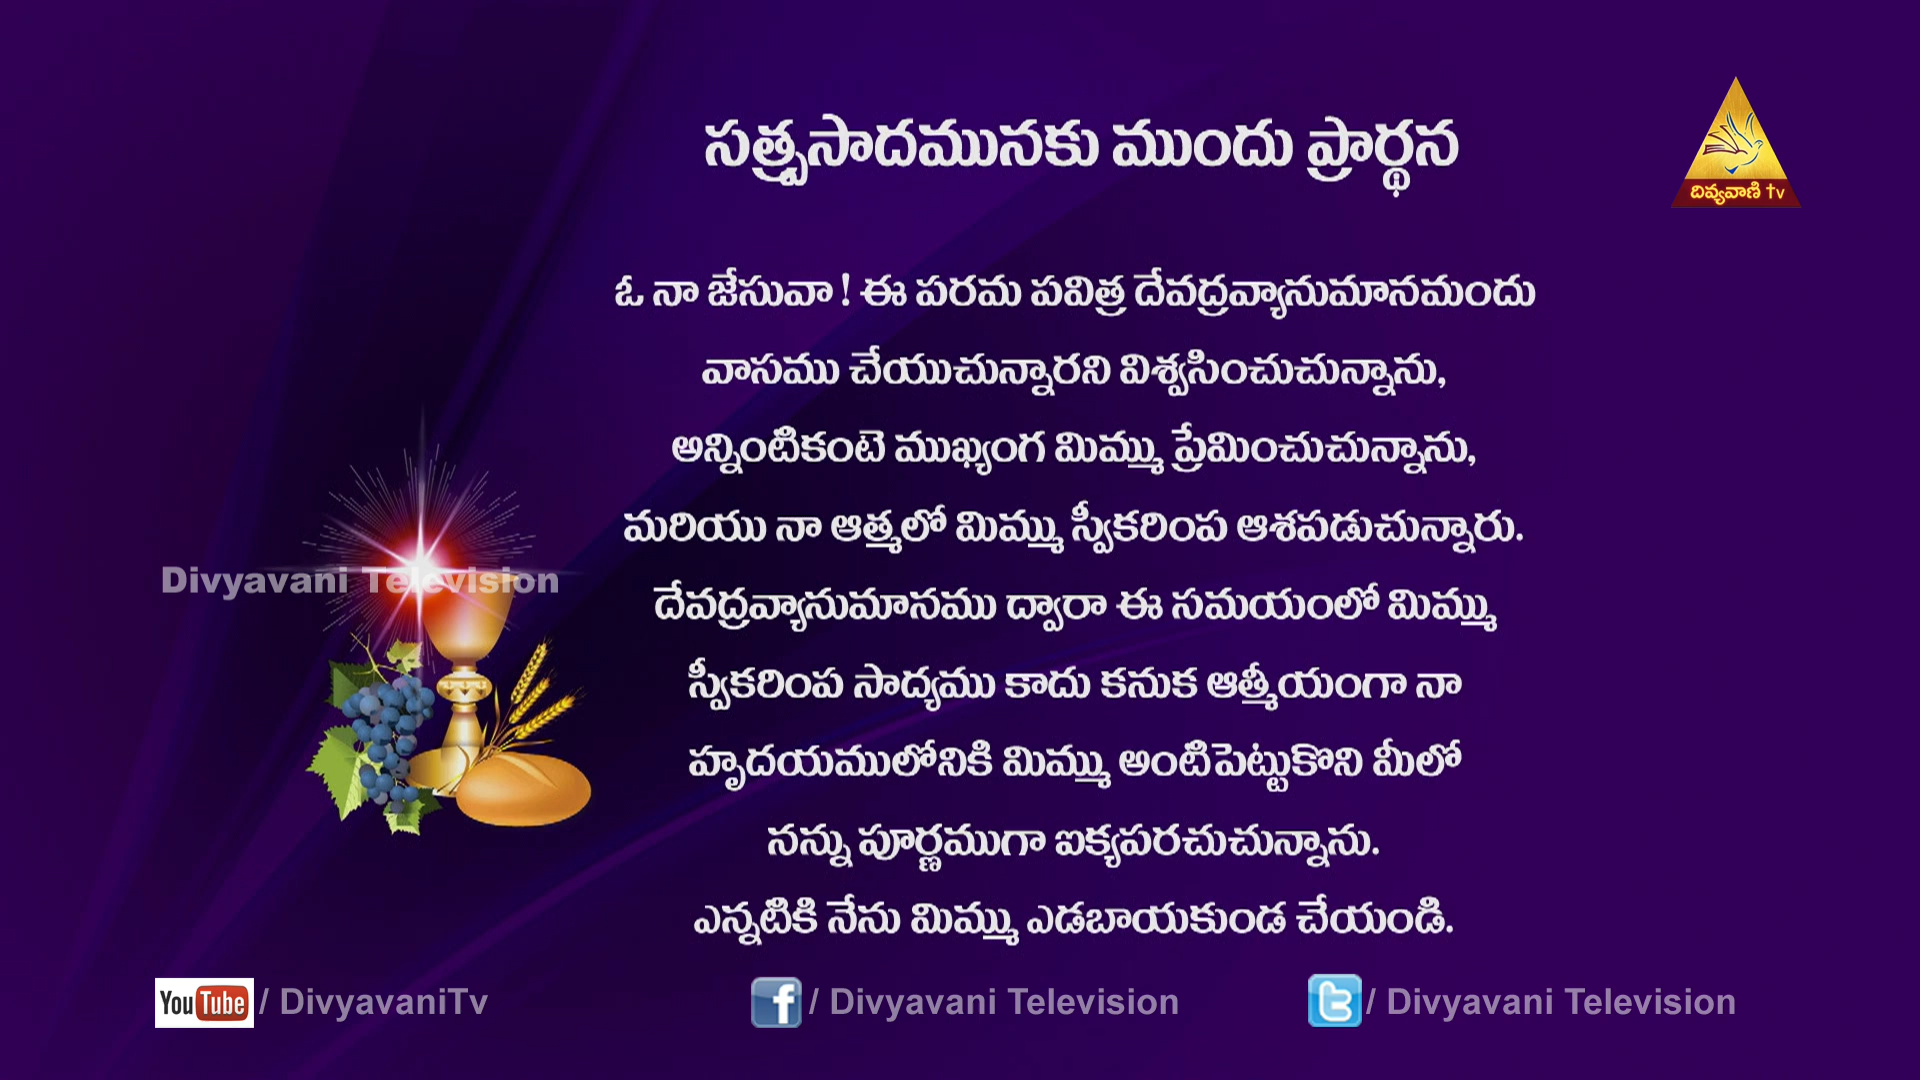 సత్ప్రసాదమునకు ముందు ప్రార్థన
దివ్యవాణి tv
ఓ నా జేసువా ! ఈ పరమ పవిత్ర దేవద్రవ్యానుమానమందు
వాసము చేయుచున్నారని విశ్వసించుచున్నాను,
అన్నింటికంటె ముఖ్యంగ మిమ్ము ప్రేమించుచున్నాను,
మరియు నా ఆత్మలో మిమ్ము స్వీకరింప ఆశపడుచున్నారు.
దేవద్రవ్యానుమానము ద్వారా ఈ సమయంలో మిమ్ము
స్వీకరింప సాద్యము కాదు కనుక ఆత్మీయంగా నా
హృదయములోనికి మిమ్ము అంటిపెట్టుకొని మీలో
నన్ను పూర్ణముగా ఐక్యపరచుచున్నాను.
ఎన్నటికి నేను మిమ్ము ఎడబాయకుండ చేయండి.
Divyavani Television
YouTube / DivyavaniTv
f / Divyavani Television
t / Divyavani Television